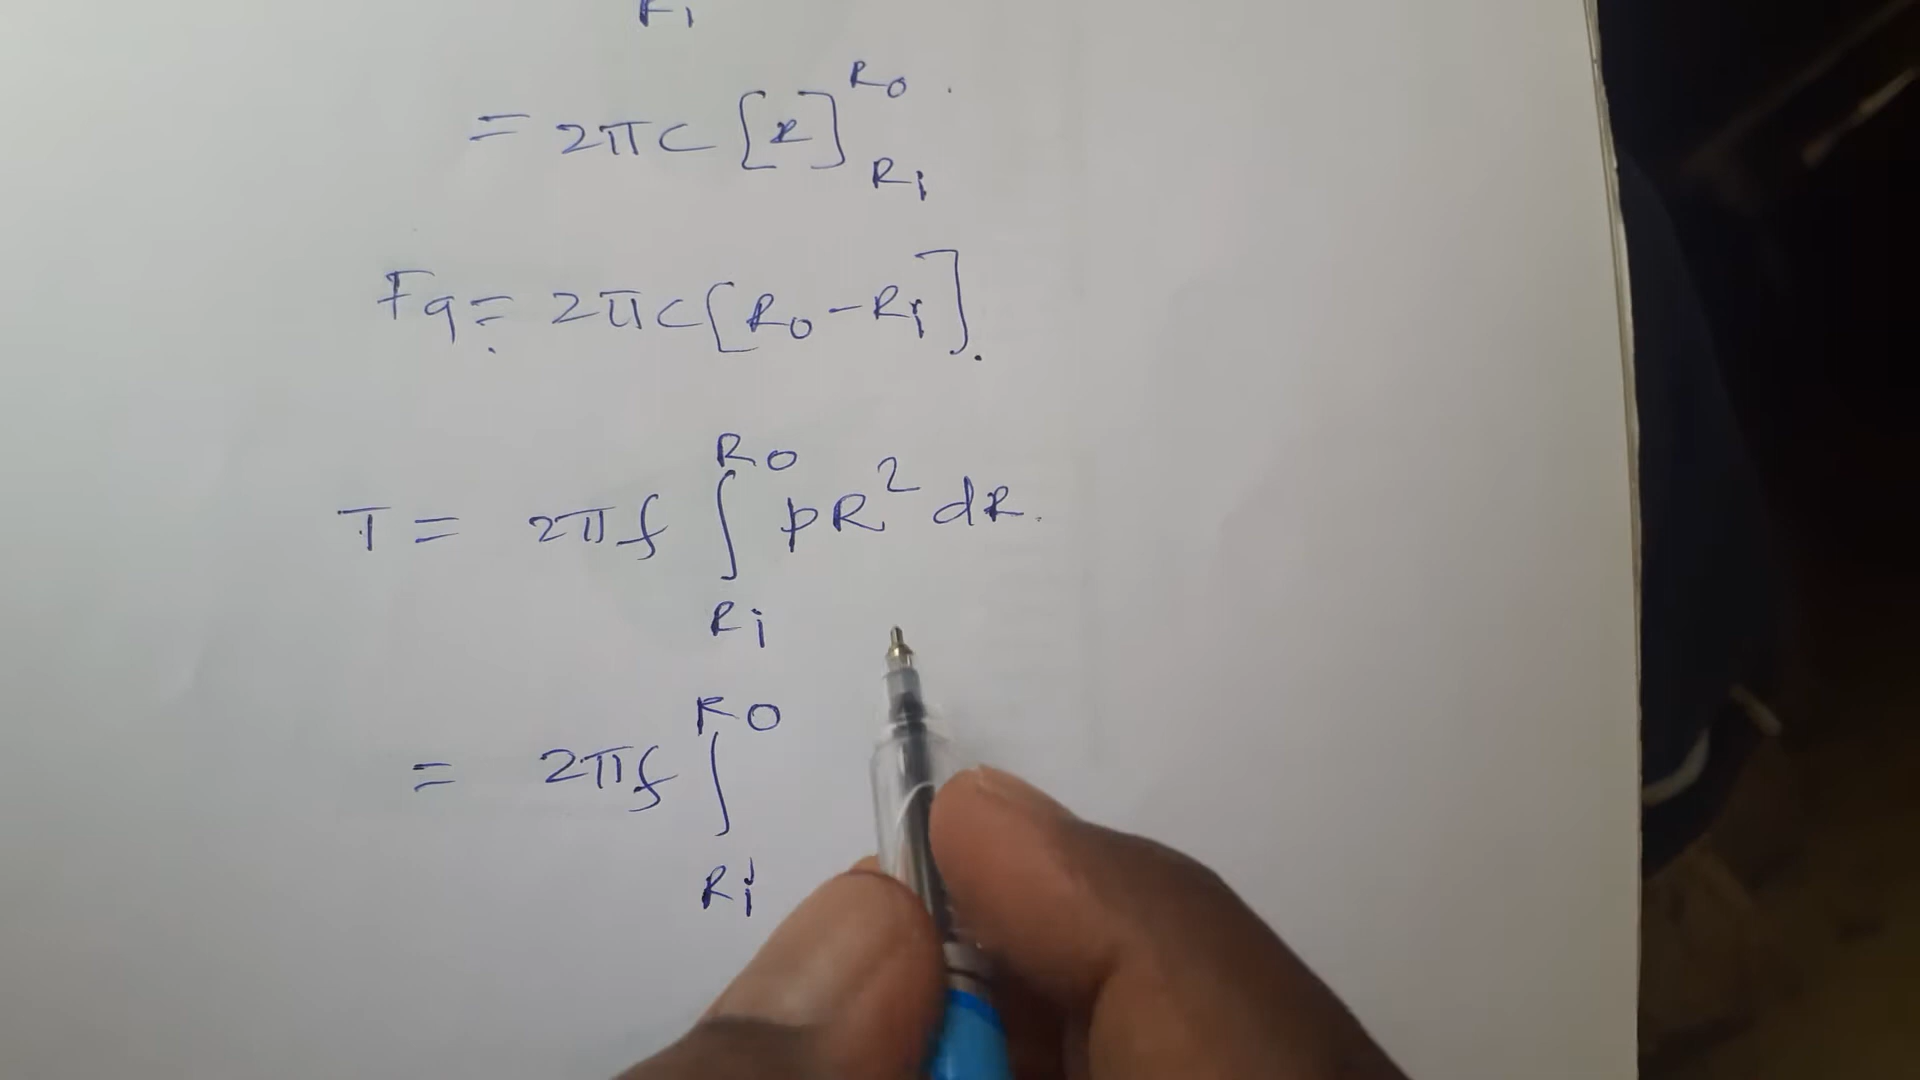 = 2πC [R]
Ro
Ri
Fa = 2πC[Ro-Ri].
T = 2πf ∫ pR² dR.
Ro
Ri
= 2πf ∫
Ro
Ri